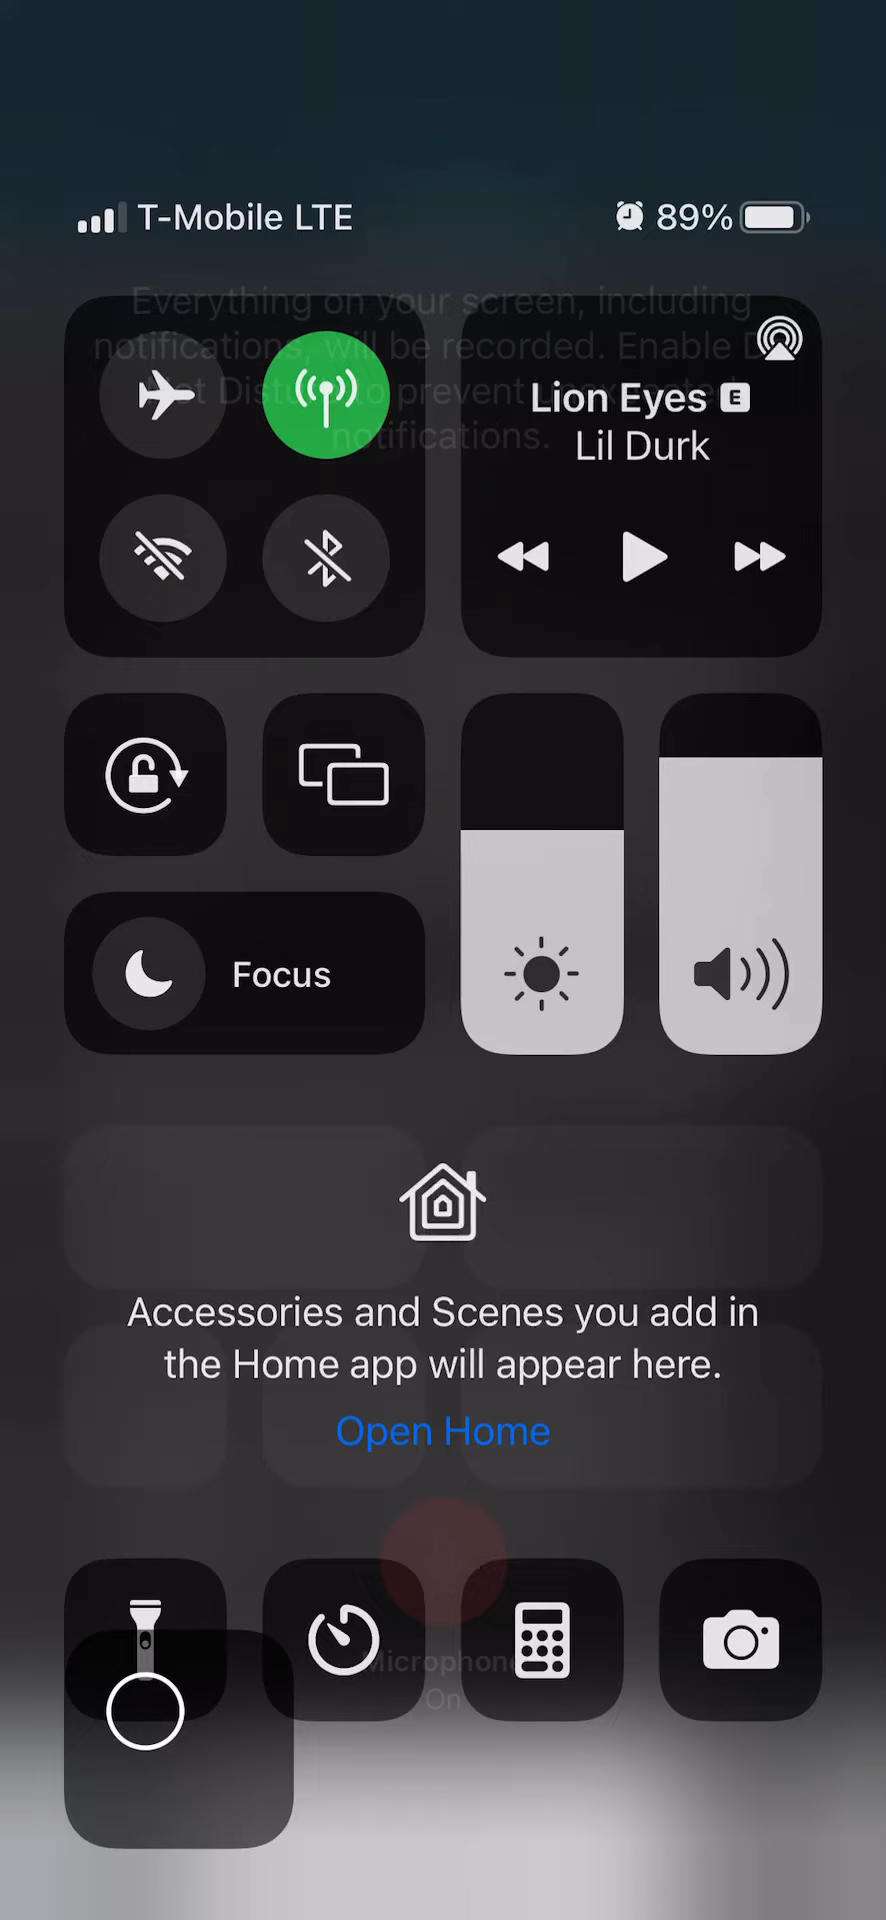 T-Mobile LTE
89%
Everything on your screen, including
notifications, will be recorded. Enable D
Not Disturb to prevent unexpected
notifications.
Lion Eyes E
Lil Durk
Focus
Accessories and Scenes you add in
the Home app will appear here.
Open Home
Microphone
On